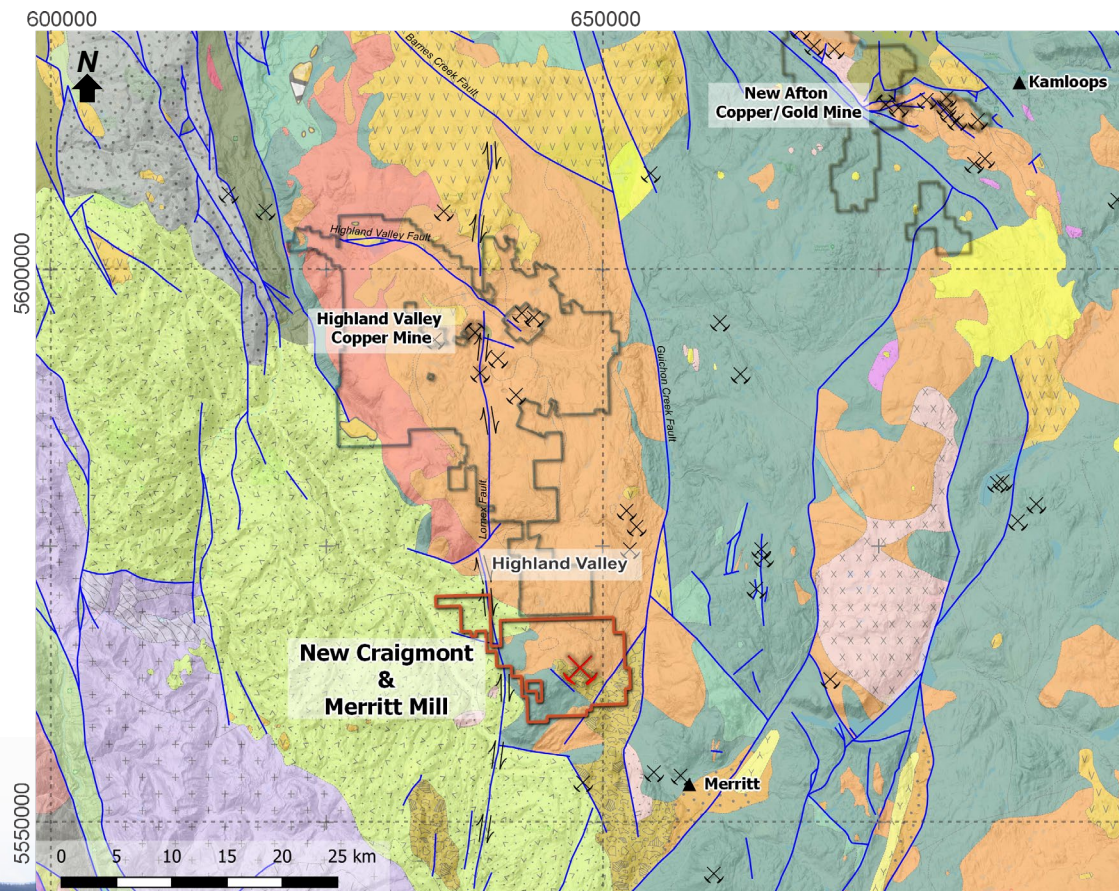 600000
650000
N
Barnes Creek Fault
Kamloops
New Afton
Copper/Gold Mine
Highland Valley Fault
5600000
Highland Valley
Copper Mine
Guichon Creek Fault
Lornex Fault
Highland Valley
New Craigmont
&
Merritt Mill
Merritt
5550000
0 5 10 15 20 25 km